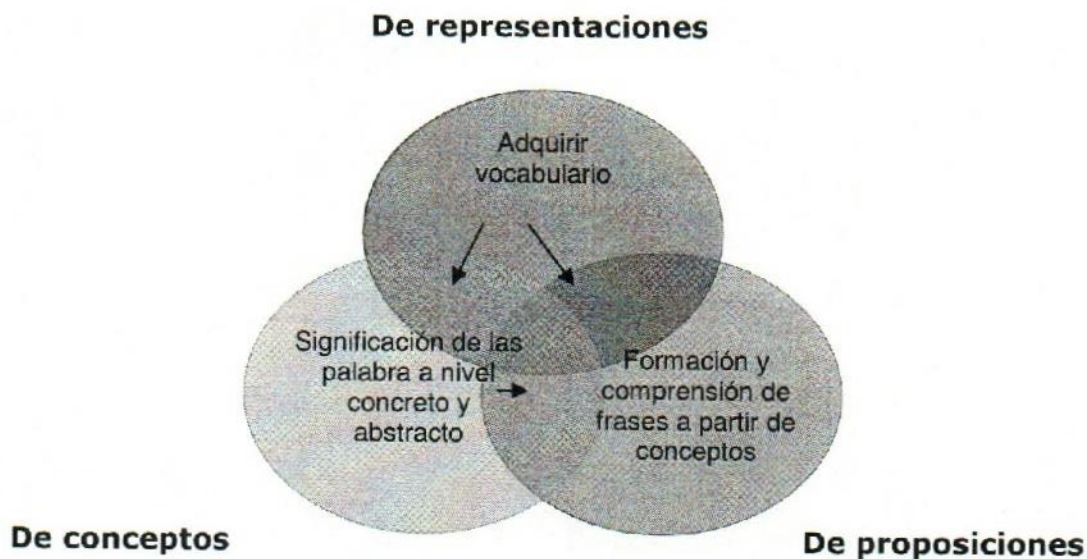 De representaciones
Adquirir
vocabulario
Significación de las
palabra a nivel
concreto y
abstracto
Formación y
comprensión de
frases a partir de
conceptos
De conceptos
De proposiciones